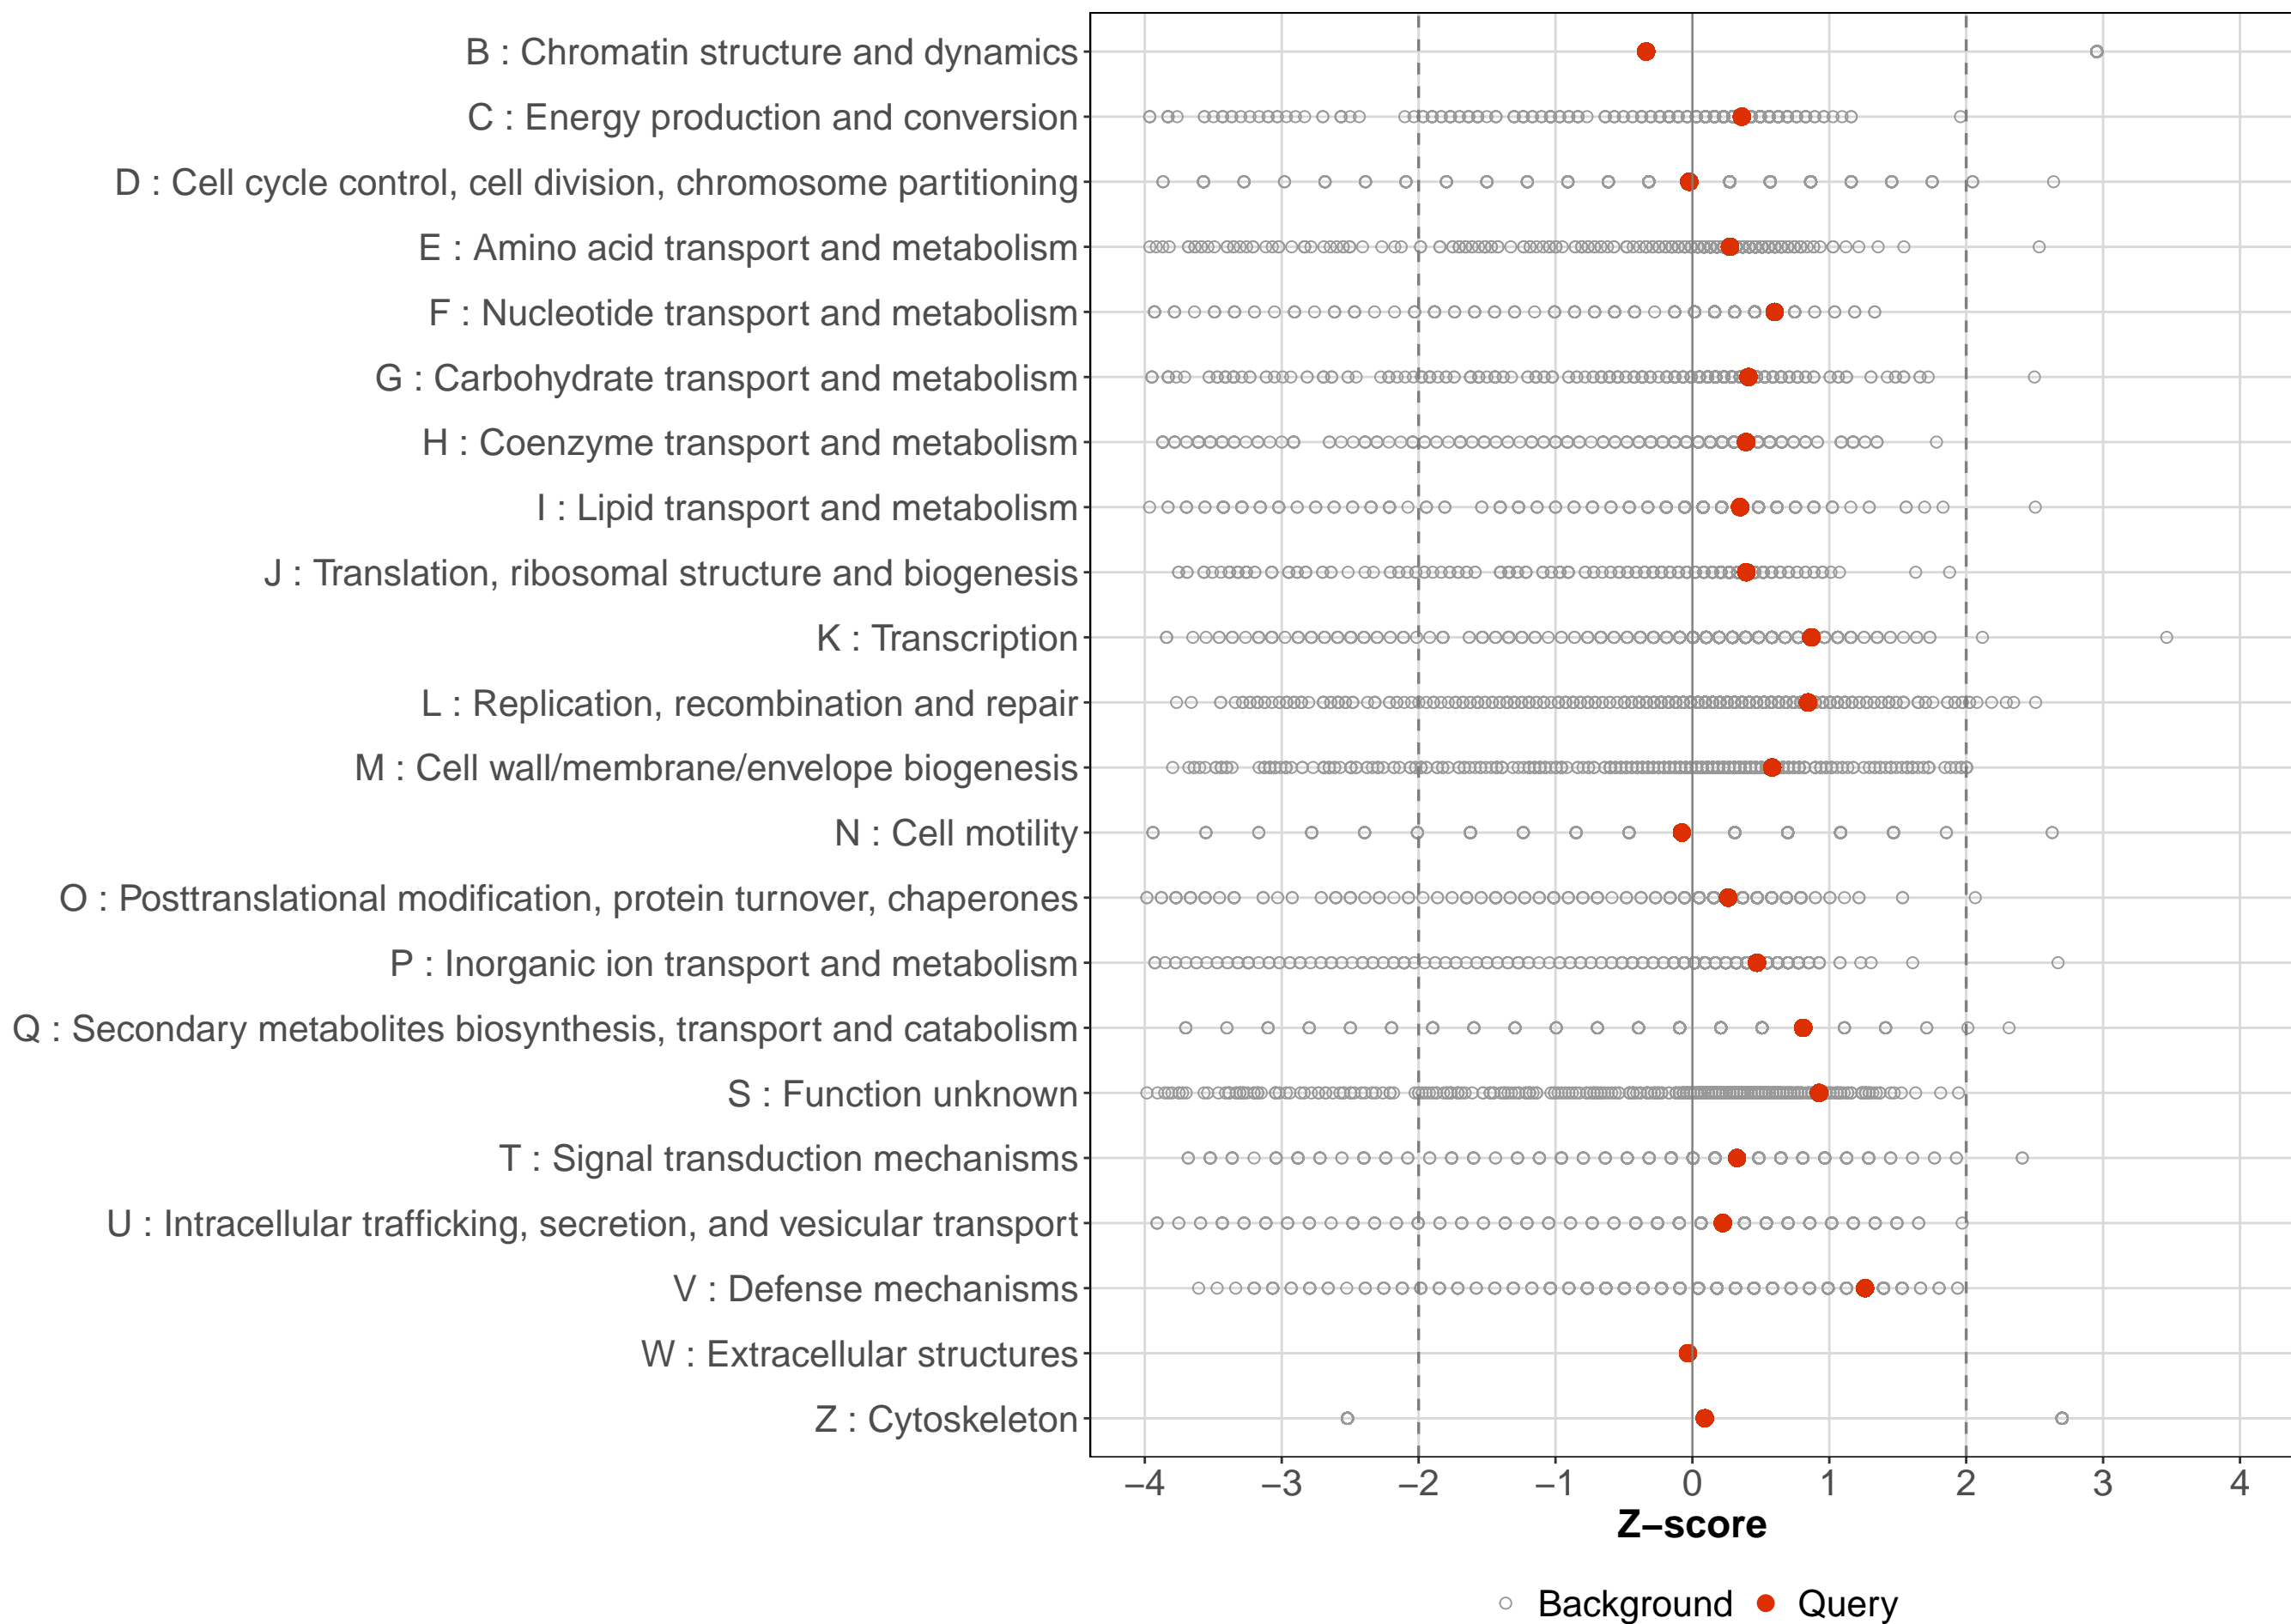 B : Chromatin structure and dynamics
C : Energy production and conversion
D : Cell cycle control, cell division, chromosome partitioning
E : Amino acid transport and metabolism
F : Nucleotide transport and metabolism
G : Carbohydrate transport and metabolism
H : Coenzyme transport and metabolism
I : Lipid transport and metabolism
J : Translation, ribosomal structure and biogenesis
K : Transcription
L : Replication, recombination and repair
M : Cell wall/membrane/envelope biogenesis
N : Cell motility
O : Posttranslational modification, protein turnover, chaperones
P : Inorganic ion transport and metabolism
Q : Secondary metabolites biosynthesis, transport and catabolism
S : Function unknown
T : Signal transduction mechanisms
U : Intracellular trafficking, secretion, and vesicular transport
V : Defense mechanisms
W : Extracellular structures
Z : Cytoskeleton
−4 −3 −2 −1 0 1 2 3 4
Z−score
Background Query